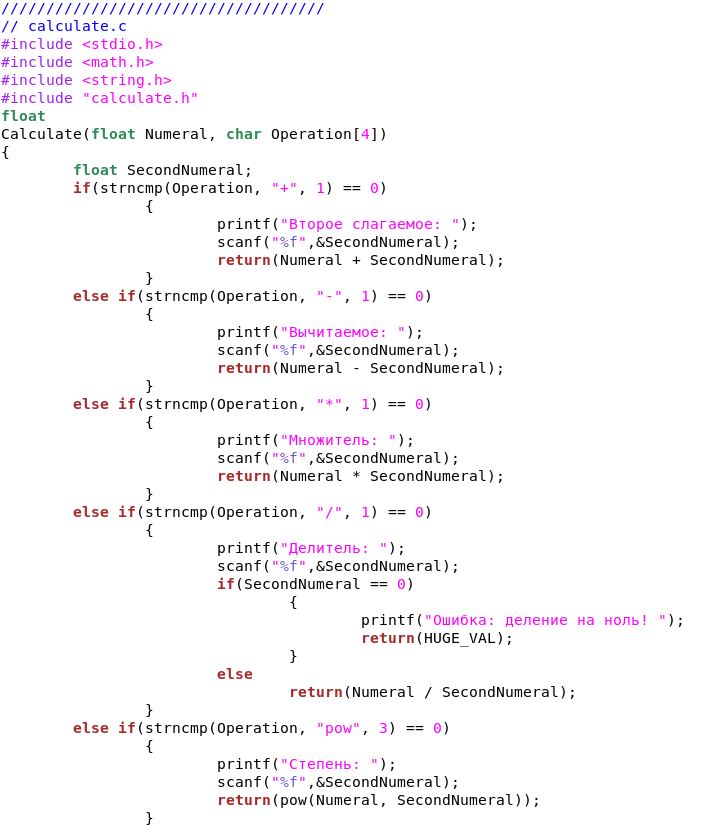 ////////////////////////////////////
// calculate.c
#include <stdio.h>
#include <math.h>
#include <string.h>
#include "calculate.h"
float
Calculate(float Numeral, char Operation[4])
{
        float SecondNumeral;
        if(strncmp(Operation, "+", 1) == 0)
                {
                        printf("Второе слагаемое: ");
                        scanf("%f",&SecondNumeral);
                        return(Numeral + SecondNumeral);
                }
        else if(strncmp(Operation, "-", 1) == 0)
                {
                        printf("Вычитаемое: ");
                        scanf("%f",&SecondNumeral);
                        return(Numeral - SecondNumeral);
                }
        else if(strncmp(Operation, "*", 1) == 0)
                {
                        printf("Множитель: ");
                        scanf("%f",&SecondNumeral);
                        return(Numeral * SecondNumeral);
                }
        else if(strncmp(Operation, "/", 1) == 0)
                {
                        printf("Делитель: ");
                        scanf("%f",&SecondNumeral);
                        if(SecondNumeral == 0)
                                {
                                        printf("Ошибка: деление на ноль! ");
                                        return(HUGE_VAL);
                                }
                        else
                                return(Numeral / SecondNumeral);
                }
        else if(strncmp(Operation, "pow", 3) == 0)
                {
                        printf("Степень: ");
                        scanf("%f",&SecondNumeral);
                        return(pow(Numeral, SecondNumeral));
                }